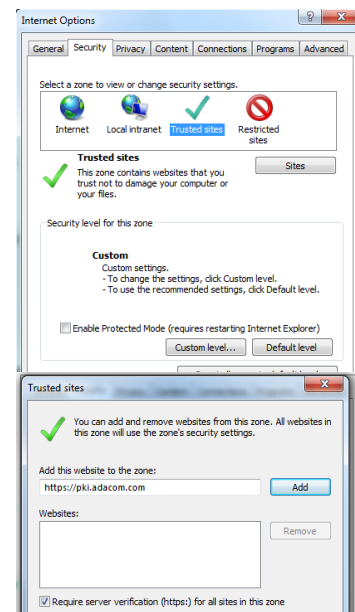 Internet Options
General Security Privacy Content Connections Programs Advanced
Select a zone to view or change security settings.
Internet Local intranet Trusted sites Restricted sites
Trusted sites
This zone contains websites that you
trust not to damage your computer or
your files.
Sites
Security level for this zone
Custom
Custom settings.
- To change the settings, click Custom level.
- To use the recommended settings, click Default level.
Enable Protected Mode (requires restarting Internet Explorer)
Custom level... Default level
Trusted sites
You can add and remove websites from this zone. All websites in
this zone will use the zone's security settings.
Add this website to the zone:
https://pki.adacom.com
Add
Websites:
Remove
Require server verification (https:) for all sites in this zone